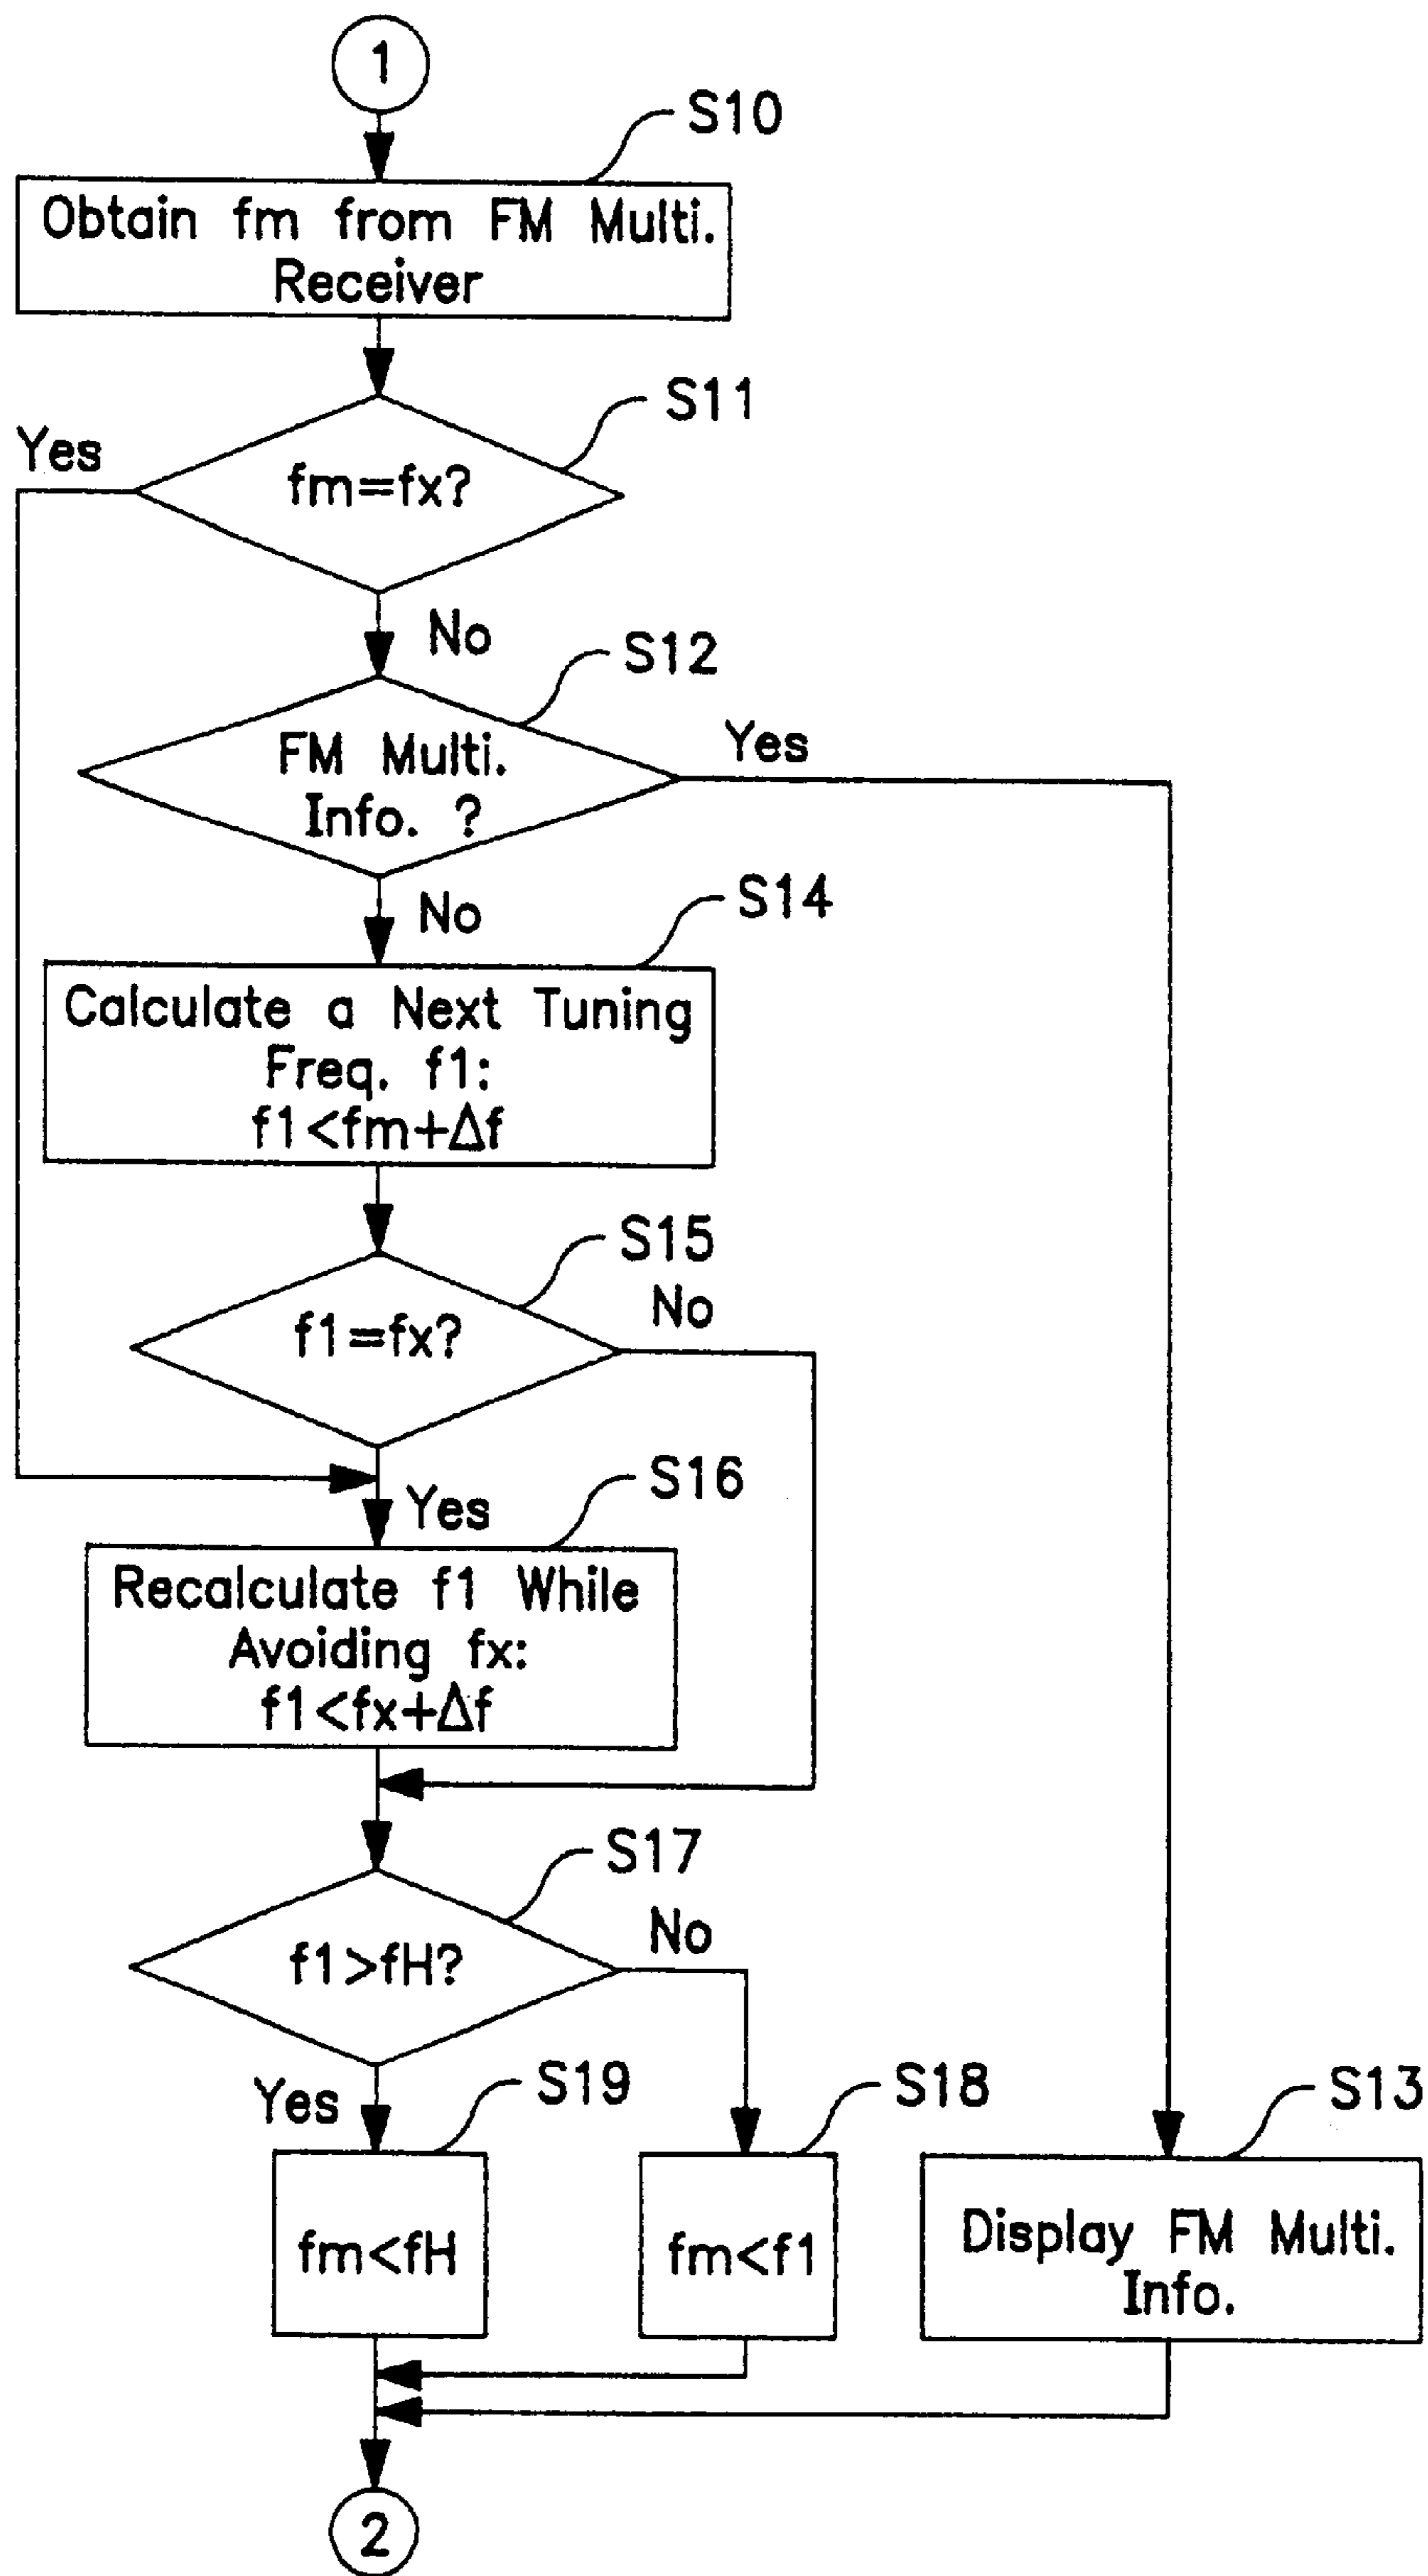 1
S10
Obtain fm from FM Multi.
Receiver
S11
Yes
fm=fx?
No
S12
FM Multi.
Info. ?
Yes
No
S14
Calculate a Next Tuning
Freq. f1:
f1<fm+Δf
S15
f1=fx?
No
S16
Yes
Recalculate f1 While
Avoiding fx:
f1<fx+Δf
S17
f1>fH?
No
Yes
S19
S18
S13
fm<fH
fm<f1
Display FM Multi.
Info.
2